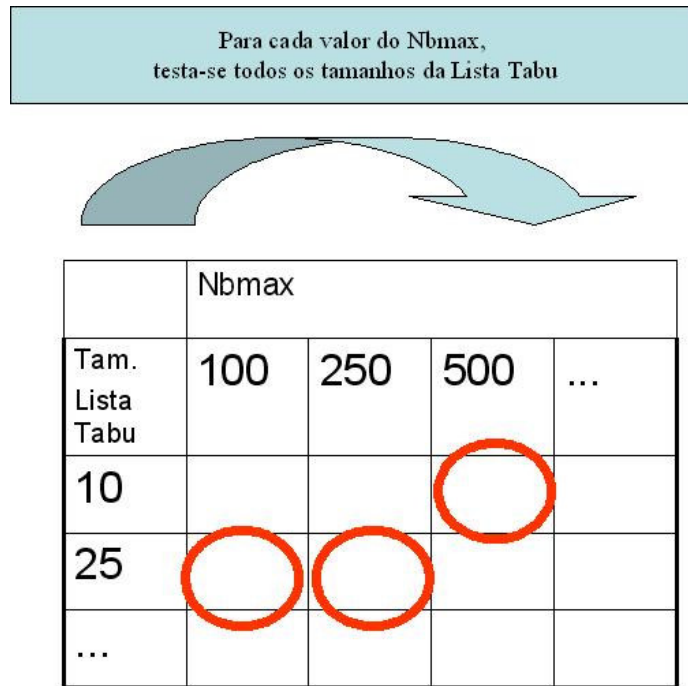 Para cada valor do Nbmax,
testa-se todos os tamanhos da Lista Tabu
Nbmax
Tam.
Lista
Tabu
100
250
500
...
10
25
...